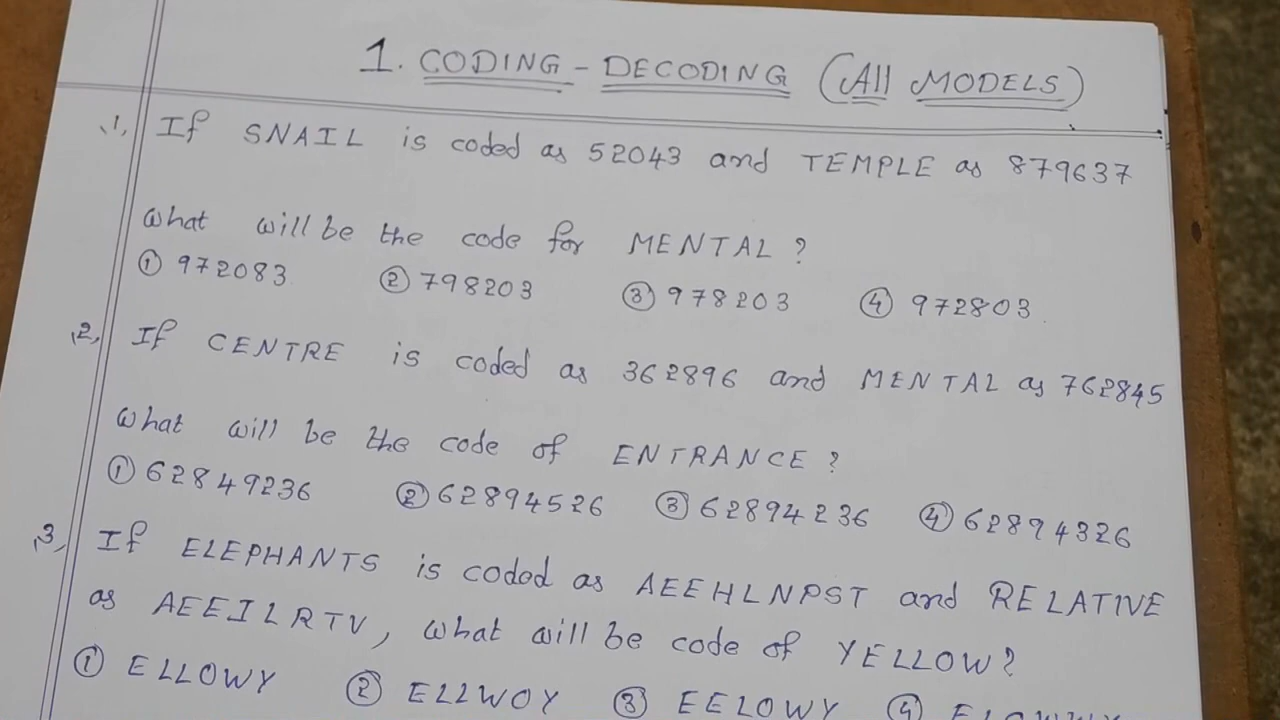 1. CODING - DECODING (All MODELS)
1, If SNAIL is coded as 52043 and TEMPLE as 879637
What will be the code for MENTAL ?
① 972083 ② 798203 ③ 978203 ④ 972803
2, If CENTRE is coded as 362896 and MENTAL as 762845
What will be the code of ENTRANCE ?
① 62849236 ② 62894526 ③ 62894236 ④ 62894326
3, If ELEPHANTS is coded as AEEHLNPST and RELATIVE
as AEEILRTV, what will be code of YELLOW?
① ELLOWY ② ELLWOY ③ EELOWY ④